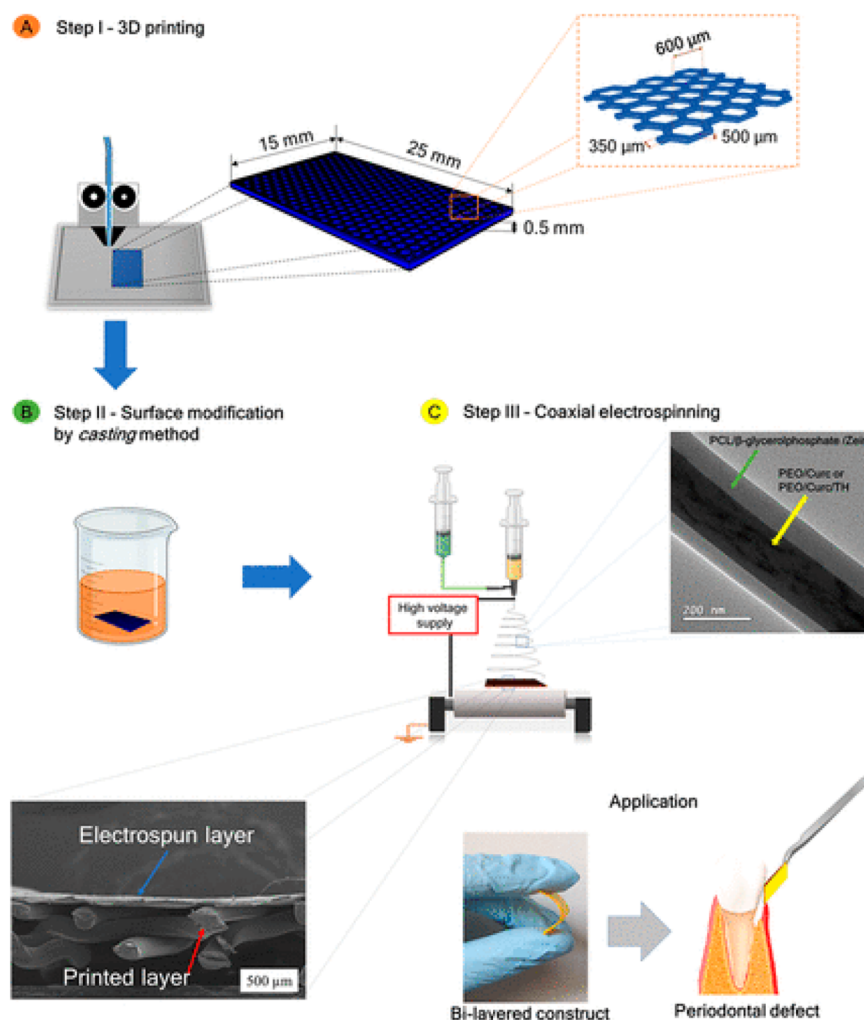 A Step I - 3D printing
600 µm
350 µm
500 µm
15 mm
25 mm
0.5 mm
B Step II - Surface modification
by casting method
C Step III - Coaxial electrospinning
PCL/β-glycerolphosphate /Zein
PEO/Curc or
PEO/Curc/TH
200 nm
High voltage
supply
Electrospun layer
Printed layer
500 µm
Application
Bi-layered construct
Periodontal defect